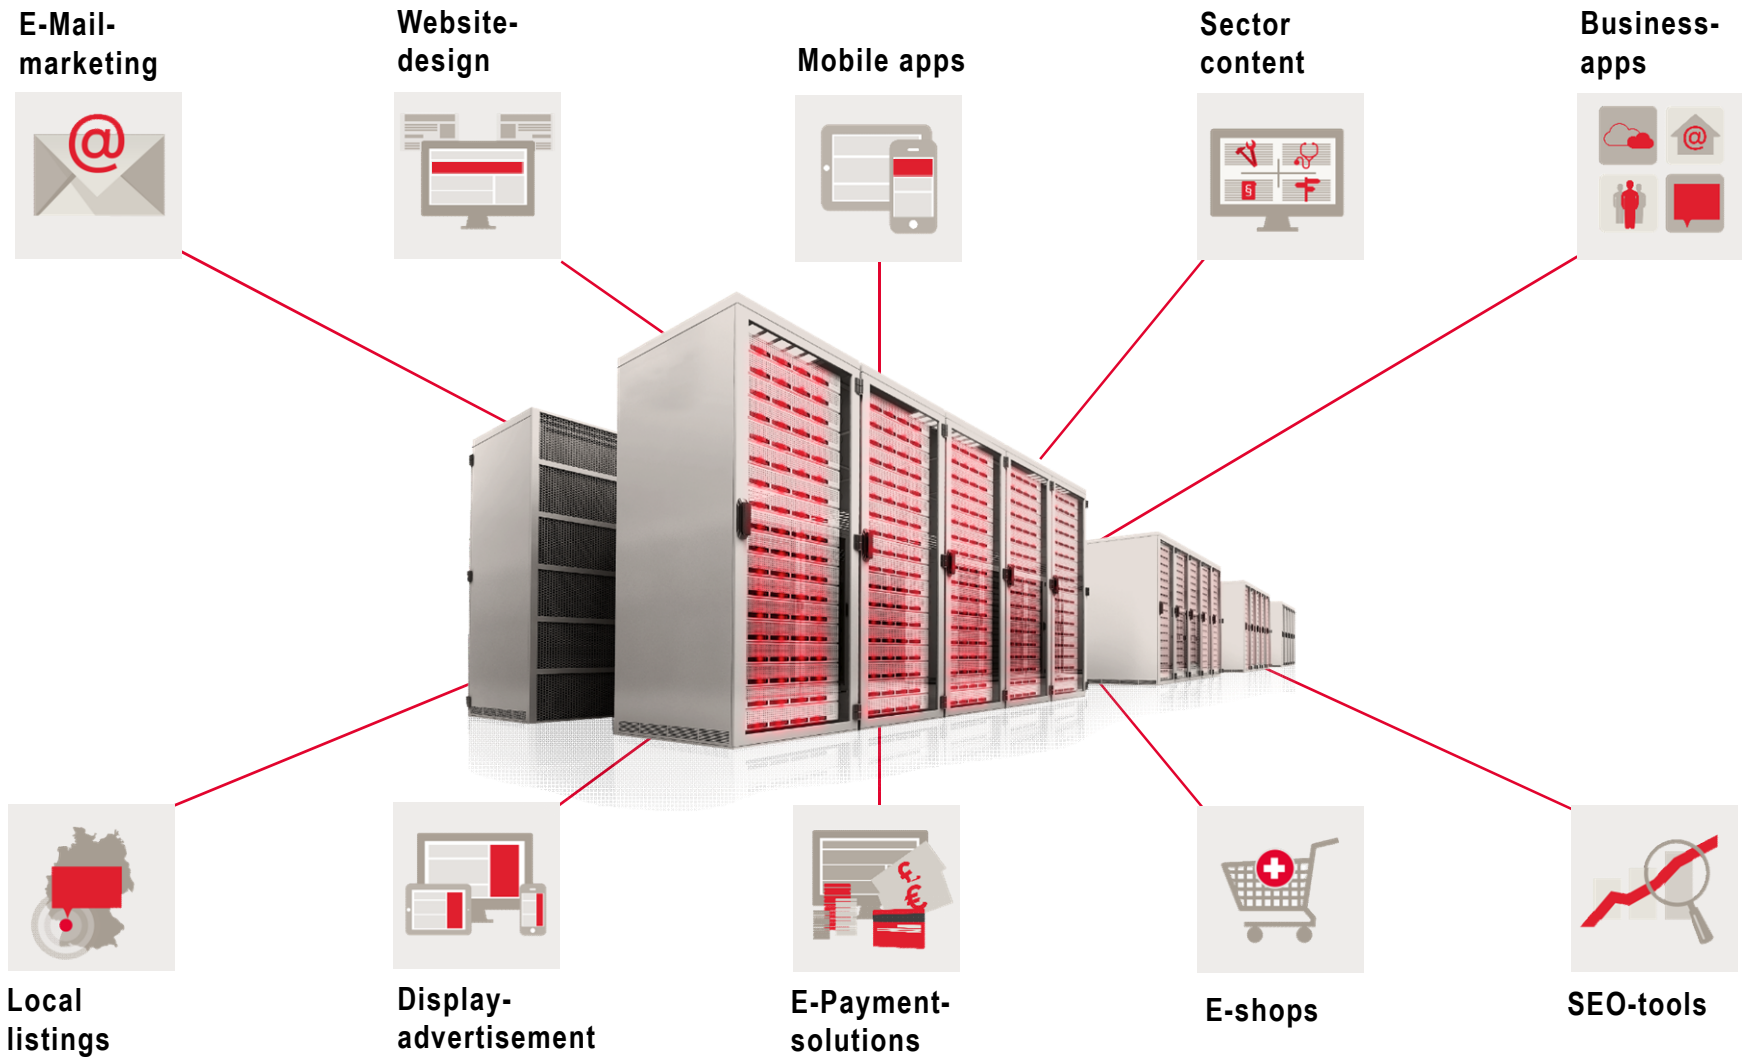 E-Mail-
marketing
Website-
design
Mobile apps
Sector
content
Business-
apps
@
@
§
£
€
Local
listings
Display-
advertisement
E-Payment-
solutions
E-shops
SEO-tools